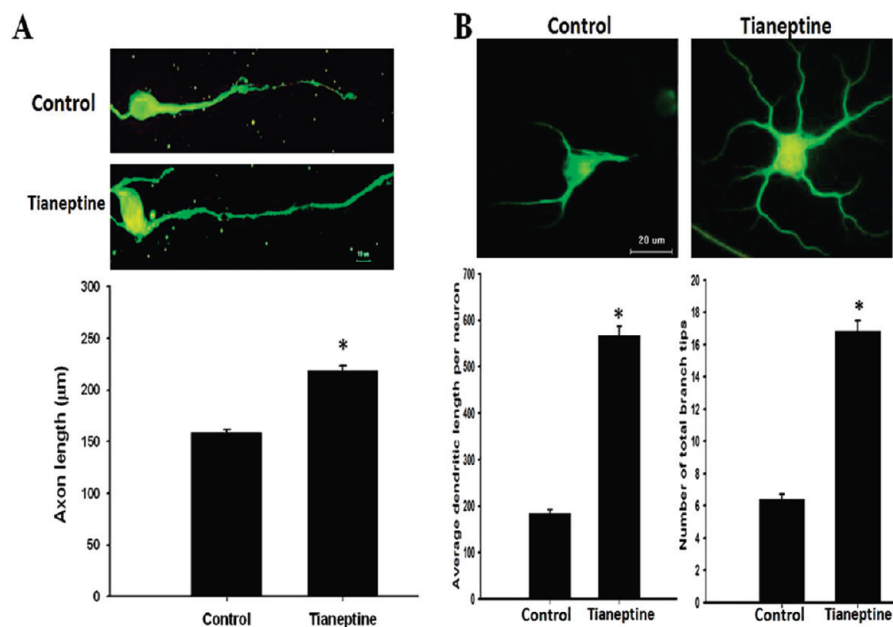 A
Control
Tianeptine
Axon length (µm)
300
250
200
150
100
50
0
Control
Tianeptine
B
Control
Tianeptine
20 um
Average dendritic length per neuron
700
600
500
400
300
200
100
000
Control
Tianeptine
Number of total branch tips
20
18
16
14
12
10
8
6
4
2
0
Control
Tianeptine
*
*
*